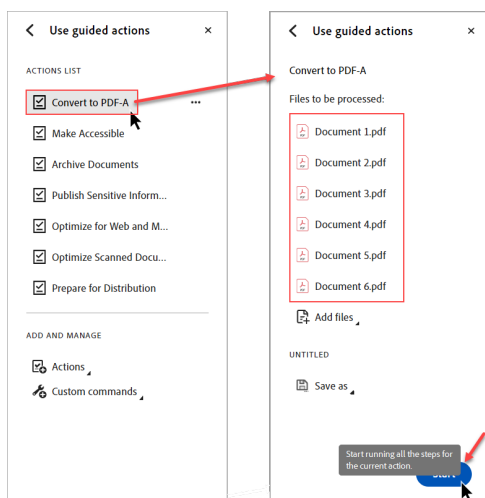 Use guided actions
ACTIONS LIST
Convert to PDF-A
Make Accessible
Archive Documents
Publish Sensitive Inform...
Optimize for Web and M...
Optimize Scanned Docu...
Prepare for Distribution
ADD AND MANAGE
Actions
Custom commands
Use guided actions
Convert to PDF-A
Files to be processed:
Document 1.pdf
Document 2.pdf
Document 3.pdf
Document 4.pdf
Document 5.pdf
Document 6.pdf
Add files
UNTITLED
Save as
Start running all the steps for
the current action.
Start